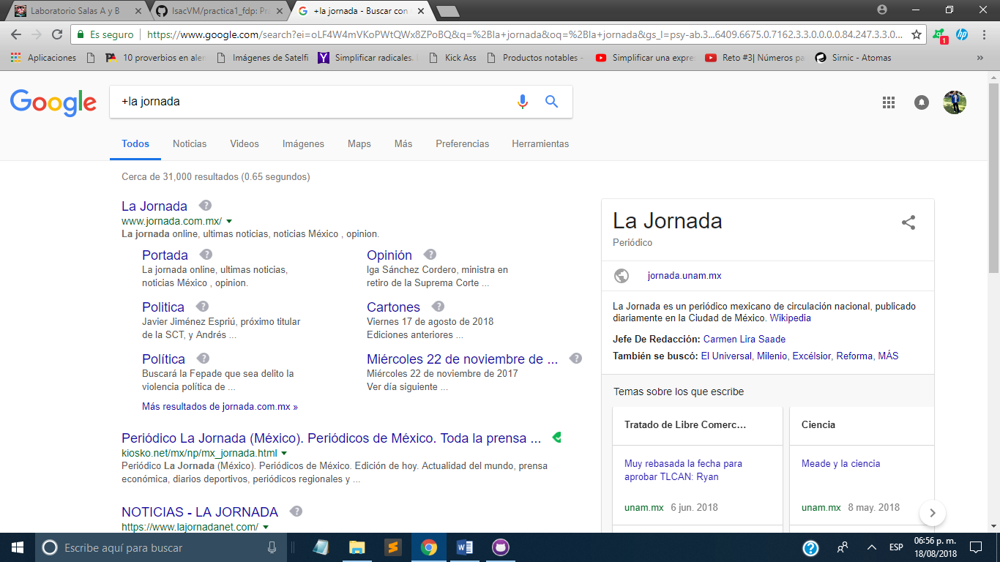 Laboratorio Salas A y B
IsacVM/practica1_fdp: Pr
+la jornada - Buscar con
Es seguro
https://www.google.com/search?ei=oLF4W4mVKoPWtQWx8ZPoBQ&q=%2Bla+jornada&oq=%2Bla+jornada&gs_l=psy-ab.3...6409.6675.0.7162.3.3.0.0.0.0.84.247.3.3.0...
1
Aplicaciones
10 proverbios en alen
Imágenes de Satelfi
Simplificar radicales.
Kick Ass
Productos notables -
Simplificar una expre
Reto #3| Números pa
Sirnic - Atomas
»
Google
+la jornada
Todos
Noticias
Videos
Imágenes
Maps
Más
Preferencias
Herramientas
Cerca de 31,000 resultados (0.65 segundos)
La Jornada
www.jornada.com.mx/
La jornada online, ultimas noticias, noticias México , opinion.
Portada
La jornada online, ultimas noticias,
noticias México , opinion.
Opinión
lga Sánchez Cordero, ministra en
retiro de la Suprema Corte ...
Politica
Javier Jiménez Espriú, próximo titular
de la SCT, y Andrés ...
Cartones
Viernes 17 de agosto de 2018
Ediciones anteriores ...
Política
Buscará la Fepade que sea delito la
violencia política de ...
Miércoles 22 de noviembre de ...
Miércoles 22 de noviembre de 2017
Ver día siguiente ...
Más resultados de jornada.com.mx »
Periódico La Jornada (México). Periódicos de México. Toda la prensa ...
kiosko.net/mx/np/mx_jornada.html
Periódico La Jornada (México). Periódicos de México. Edición de hoy. Actualidad del mundo, prensa
económica, diarios deportivos, periódicos regionales y ...
NOTICIAS - LA JORNADA
https://www.lajornadanet.com/
La Jornada
Periódico
jornada.unam.mx
La Jornada es un periódico mexicano de circulación nacional, publicado
diariamente en la Ciudad de México. Wikipedia
Jefe De Redacción: Carmen Lira Saade
También se buscó: El Universal, Milenio, Excélsior, Reforma, MÁS
Temas sobre los que escribe
Tratado de Libre Comerc...
Muy rebasada la fecha para
aprobar TLCAN: Ryan
unam.mx 6 jun. 2018
Ciencia
Meade y la ciencia
unam.mx 8 may. 2018
Escribe aquí para buscar
ESP
06:56 p. m.
18/08/2018